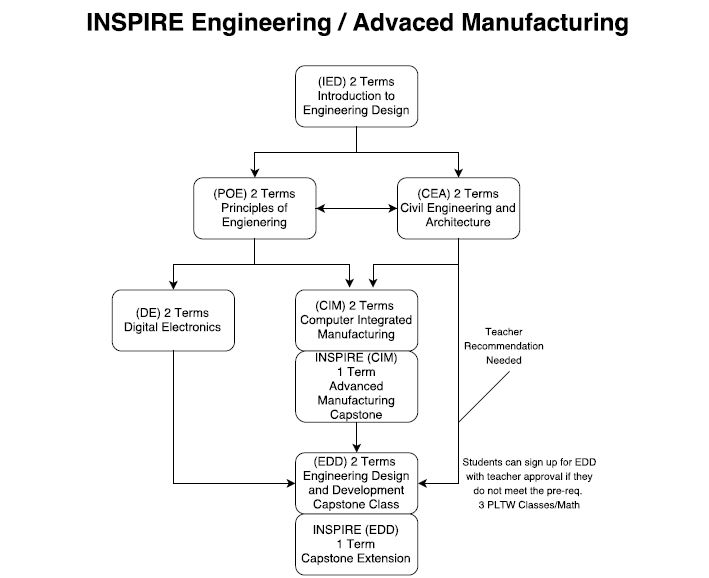 INSPIRE Engineering / Advaced Manufacturing
(IED) 2 Terms
Introduction to
Engineering Design
(POE) 2 Terms
Principles of
Engienering
(CEA) 2 Terms
Civil Engineering and
Architecture
(DE) 2 Terms
Digital Electronics
(CIM) 2 Terms
Computer Integrated
Manufacturing
Teacher
Recommendation
Needed
INSPIRE (CIM)
1 Term
Advanced
Manufacturing
Capstone
(EDD) 2 Terms
Engineering Design
and Development
Capstone Class
Students can sign up for EDD
with teacher approval if they
do not meet the pre-req.
3 PLTW Classes/Math
INSPIRE (EDD)
1 Term
Capstone Extension